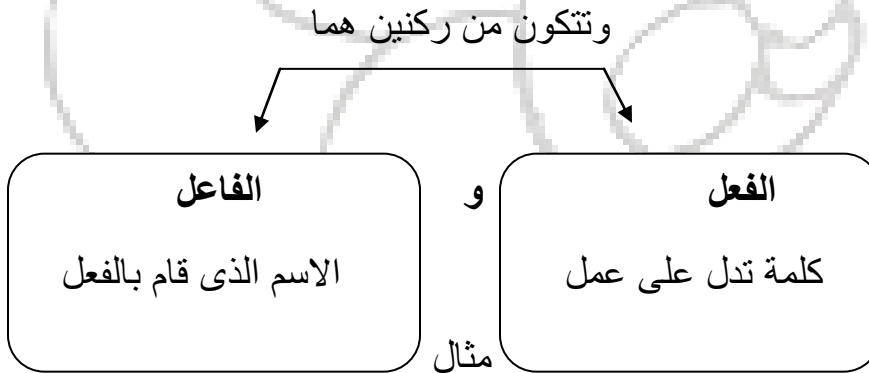 وتتكون من ركنين هما
الفعل و الفاعل
كلمة تدل على عمل
الاسم الذى قام بالفعل
مثال